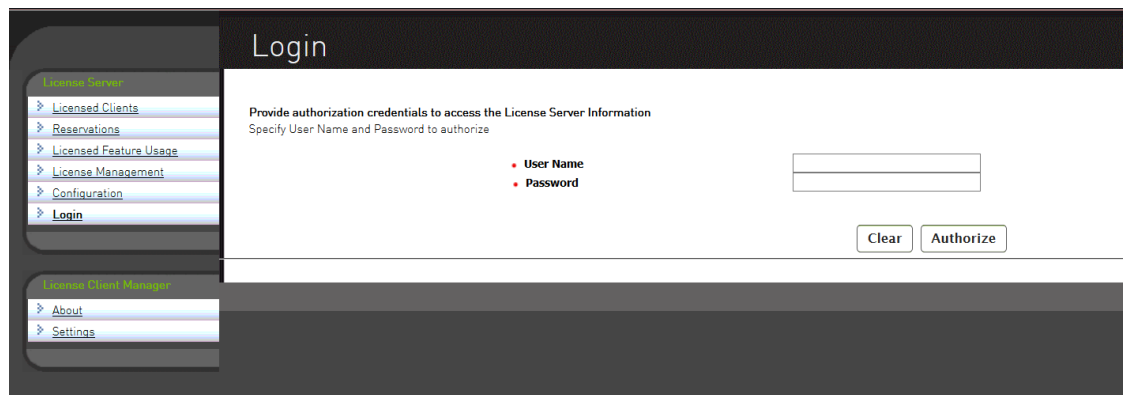 Login
License Server
Licensed Clients
Reservations
Licensed Feature Usage
License Management
Configuration
Login
Provide authorization credentials to access the License Server Information
Specify User Name and Password to authorize
User Name
Password
Clear Authorize
License Client Manager
About
Settings